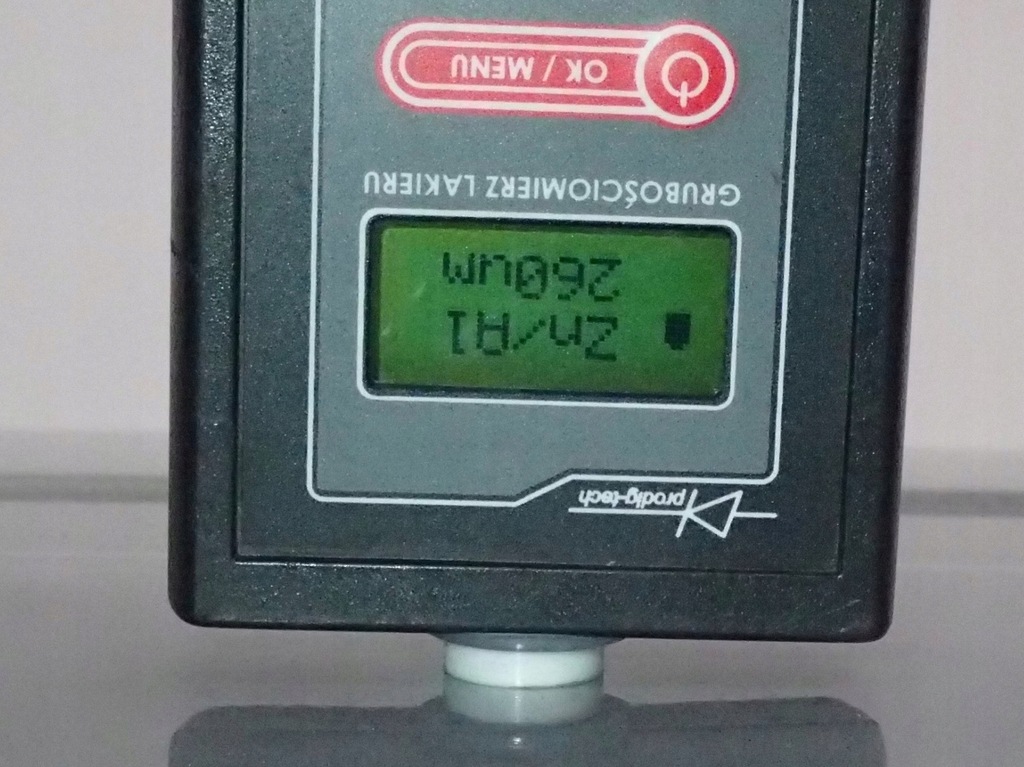 prodig-tech
Zn/Al
260um
GRUBOŚCIOMIERZ LAKIERU
OK / MENU